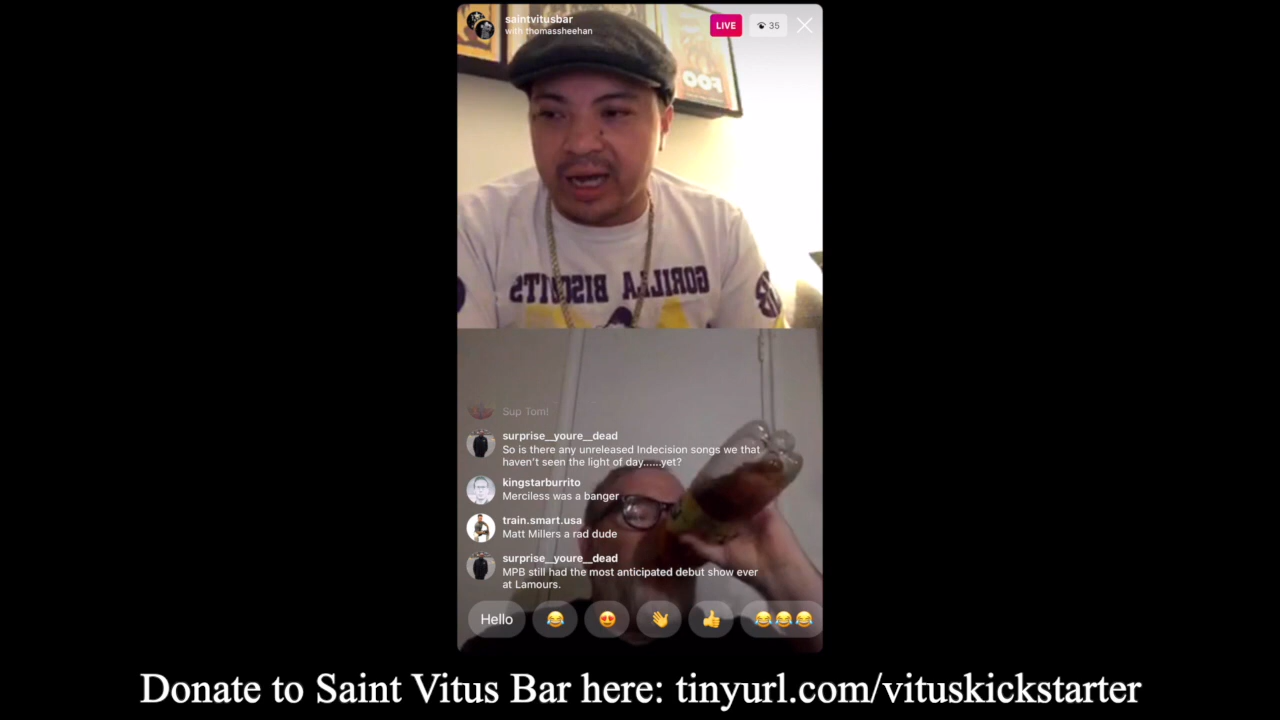 saintvitusbar
with thomassheehan
LIVE
35
FOO
GORILLA BISCUITS
GB
Sup Tom!
surprise__youre__dead
So is there any unreleased Indecision songs we that
haven't seen the light of day......yet?
kingstarburrito
Merciless was a banger
train.smart.usa
Matt Millers a rad dude
surprise__youre__dead
MPB still had the most anticipated debut show ever
at Lamours.
Hello
Donate to Saint Vitus Bar here: tinyurl.com/vituskickstarter